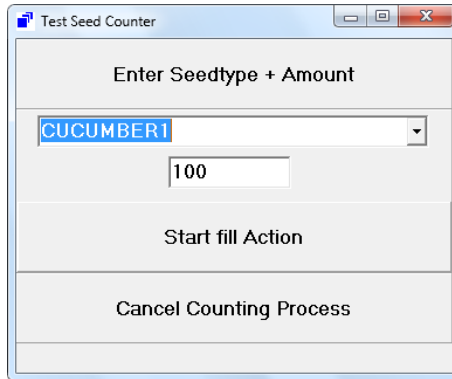 Test Seed Counter
Enter Seedtype + Amount
CUCUMBER1
100
Start fill Action
Cancel Counting Process